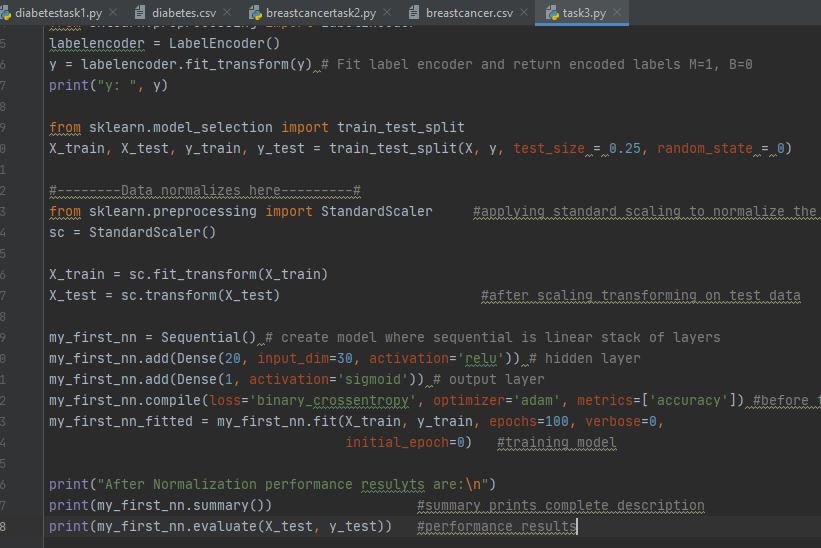 diabetestask1.py diabetes.csv breastcancertask2.py breastcancer.csv task3.py
5 labelencoder = LabelEncoder()
6 y = labelencoder.fit_transform(y) # Fit label encoder and return encoded labels M=1, B=0
7 print("y: ", y)
8
9 from sklearn.model_selection import train_test_split
0 X_train, X_test, y_train, y_test = train_test_split(X, y, test_size = 0.25, random_state = 0)
1
2 #--------Data normalizes here---------#
3 from sklearn.preprocessing import StandardScaler #applying standard scaling to normalize the
4 sc = StandardScaler()
5
6 X_train = sc.fit_transform(X_train)
7 X_test = sc.transform(X_test) #after scaling transforming on test data
8
9 my_first_nn = Sequential() # create model where sequential is linear stack of layers
0 my_first_nn.add(Dense(20, input_dim=30, activation='relu')) # hidden layer
1 my_first_nn.add(Dense(1, activation='sigmoid')) # output layer
2 my_first_nn.compile(loss='binary_crossentropy', optimizer='adam', metrics=['accuracy']) #before
3 my_first_nn_fitted = my_first_nn.fit(X_train, y_train, epochs=100, verbose=0,
4 initial_epoch=0) #training model
5
6 print("After Normalization performance resulyts are:\n")
7 print(my_first_nn.summary()) #summary prints complete description
8 print(my_first_nn.evaluate(X_test, y_test)) #performance results